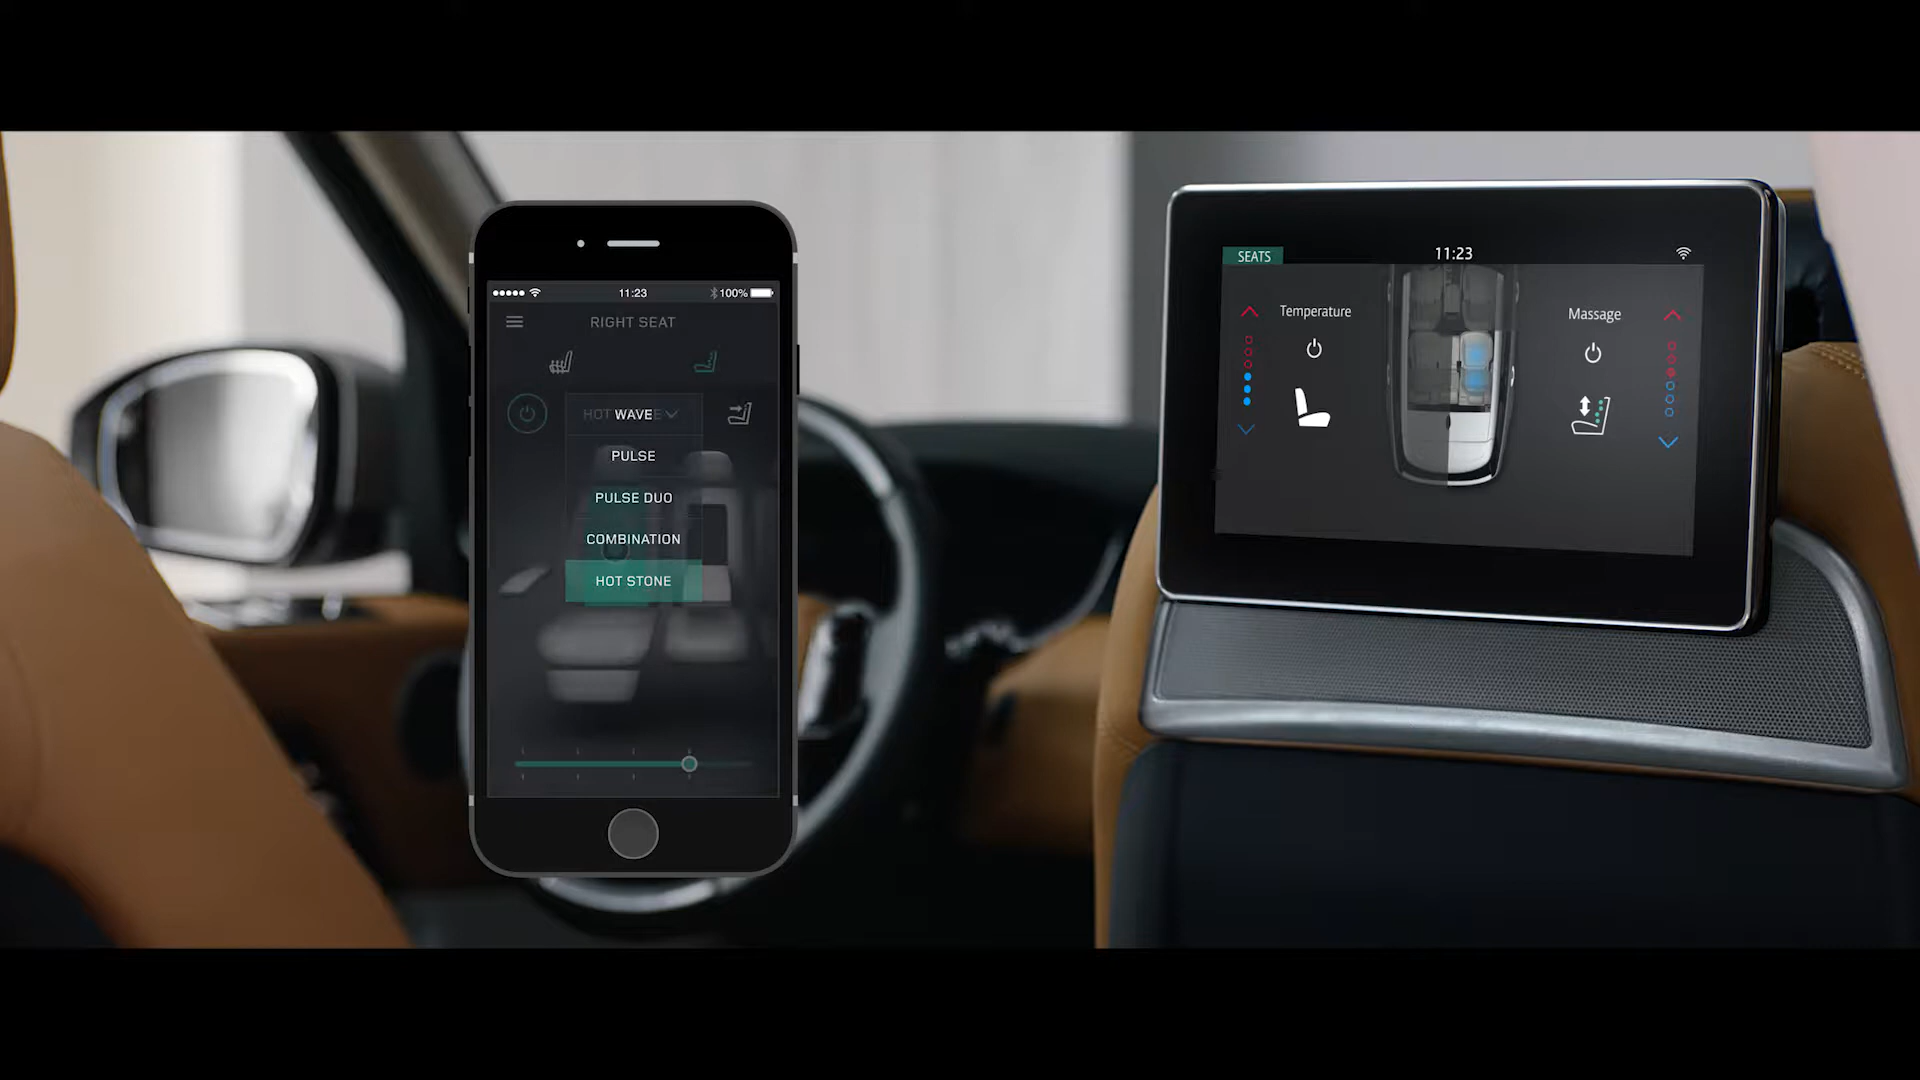 11:23
100%
RIGHT SEAT
HOT WAVE
PULSE
PULSE DUO
COMBINATION
HOT STONE
SEATS
11:23
Temperature
Massage